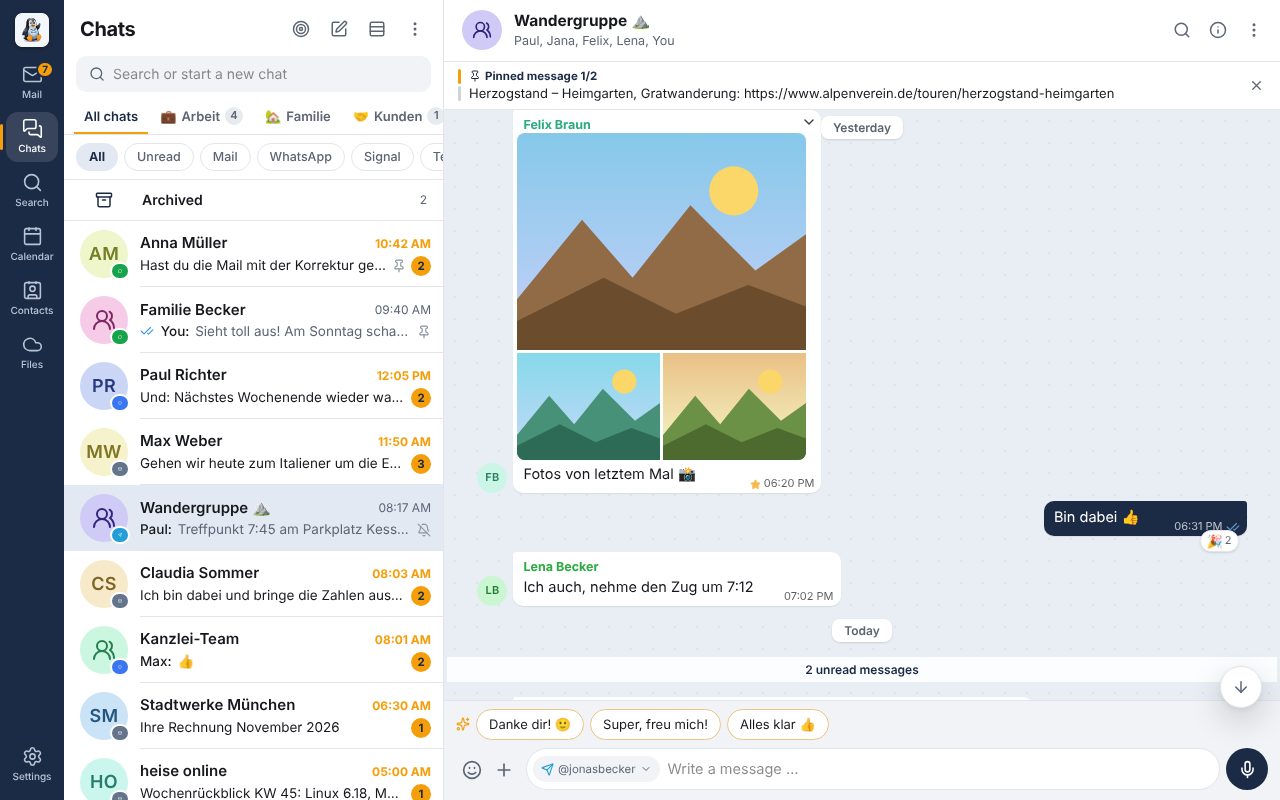 7
Mail
Chats
Search
Calendar
Contacts
Files
Settings
Chats
Search or start a new chat
All chats
💼 Arbeit 4
🏡 Familie
🤝 Kunden 1
All
Unread
Mail
WhatsApp
Signal
Archived 2
AM
Anna Müller 10:42 AM
Hast du die Mail mit der Korrektur ge... 2
Familie Becker 09:40 AM
You: Sieht toll aus! Am Sonntag scha...
PR
Paul Richter 12:05 PM
Und: Nächstes Wochenende wieder wa... 2
MW
Max Weber 11:50 AM
Gehen wir heute zum Italiener um die E... 3
Wandergruppe ⛰️ 08:17 AM
Paul: Treffpunkt 7:45 am Parkplatz Kess...
CS
Claudia Sommer 08:03 AM
Ich bin dabei und bringe die Zahlen aus... 2
Kanzlei-Team 08:01 AM
Max: 👍 2
SM
Stadtwerke München 06:30 AM
Ihre Rechnung November 2026 1
HO
heise online 05:00 AM
Wochenrückblick KW 45: Linux 6.18, M... 1
Wandergruppe ⛰️
Paul, Jana, Felix, Lena, You
Pinned message 1/2
Herzogstand – Heimgarten, Gratwanderung: https://www.alpenverein.de/touren/herzogstand-heimgarten
Yesterday
Felix Braun
FB
Fotos von letztem Mal 📸
06:20 PM
Bin dabei 👍
06:31 PM
🎉 2
Lena Becker
LB
Ich auch, nehme den Zug um 7:12
07:02 PM
Today
2 unread messages
Danke dir! 🙂
Super, freu mich!
Alles klar 👍
@jonasbecker
Write a message ...